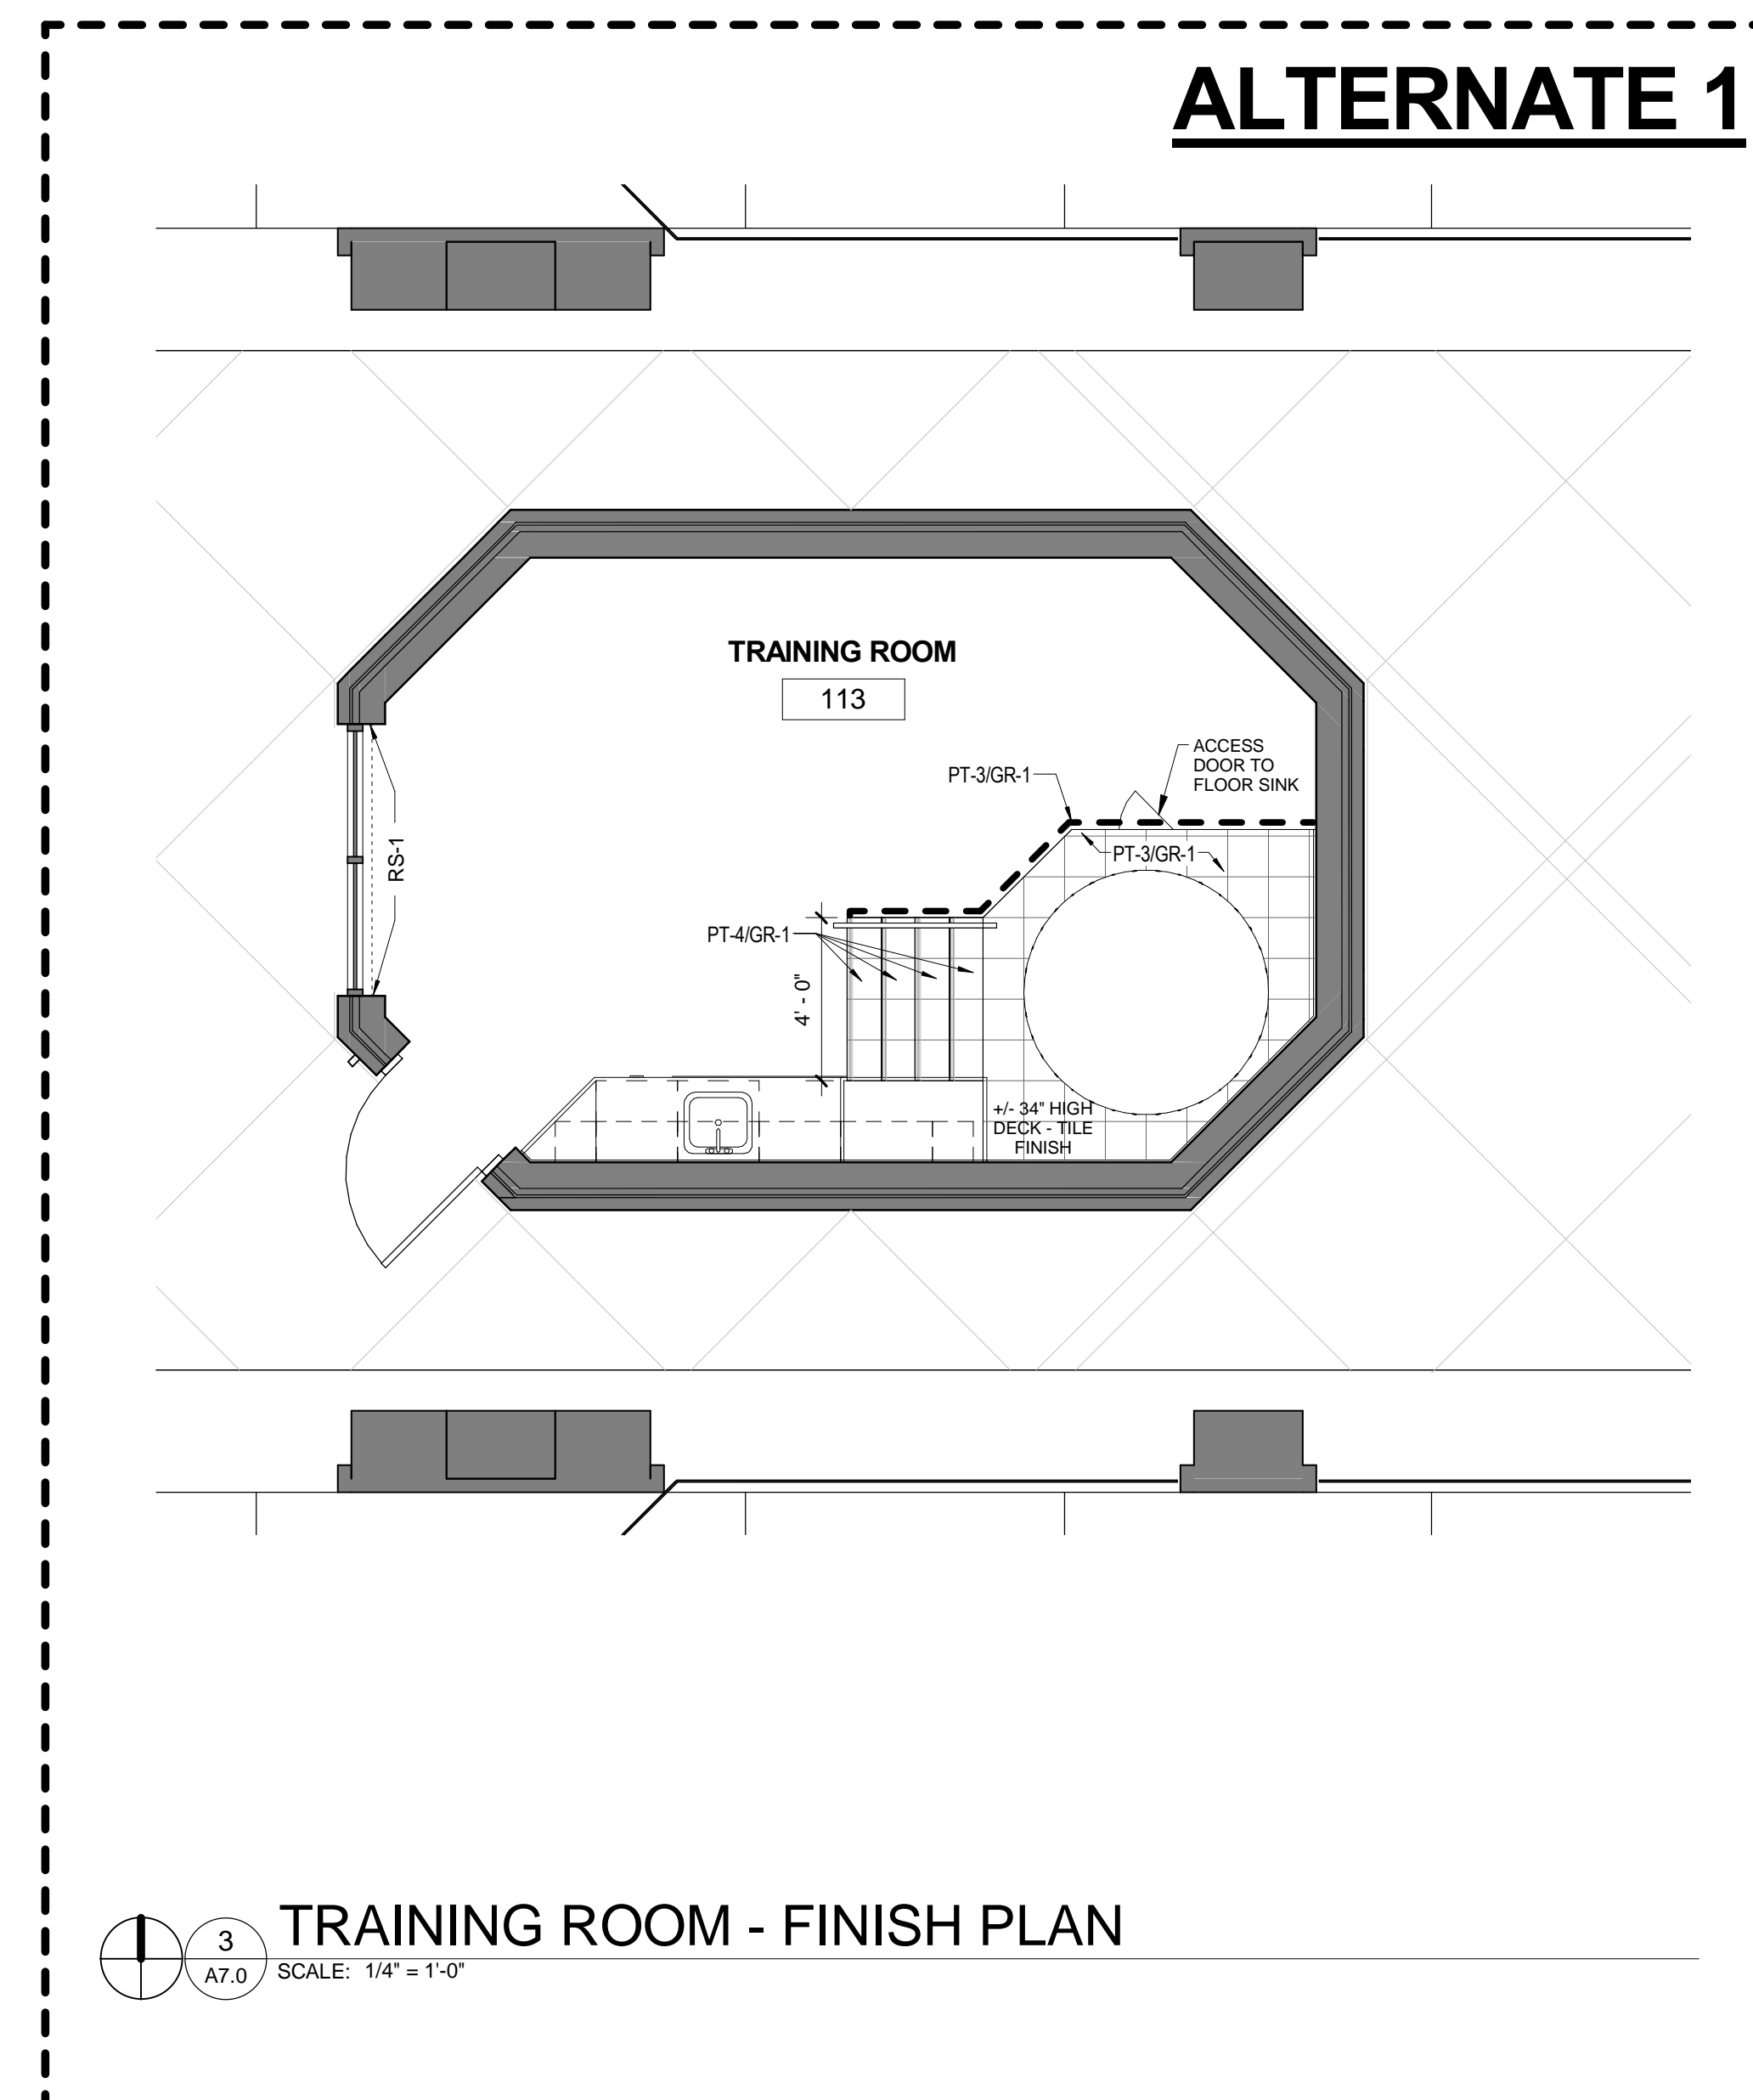 ALTERNATE 1
TRAINING ROOM
113
ACCESS
DOOR TO
FLOOR SINK
PT-3/GR-1
PT-3/GR-1
RS-1
PT-4/GR-1
4' - 0"
+/- 34" HIGH
DECK - TILE
FINISH
3
A7.0
TRAINING ROOM - FINISH PLAN
SCALE: 1/4" = 1'-0"